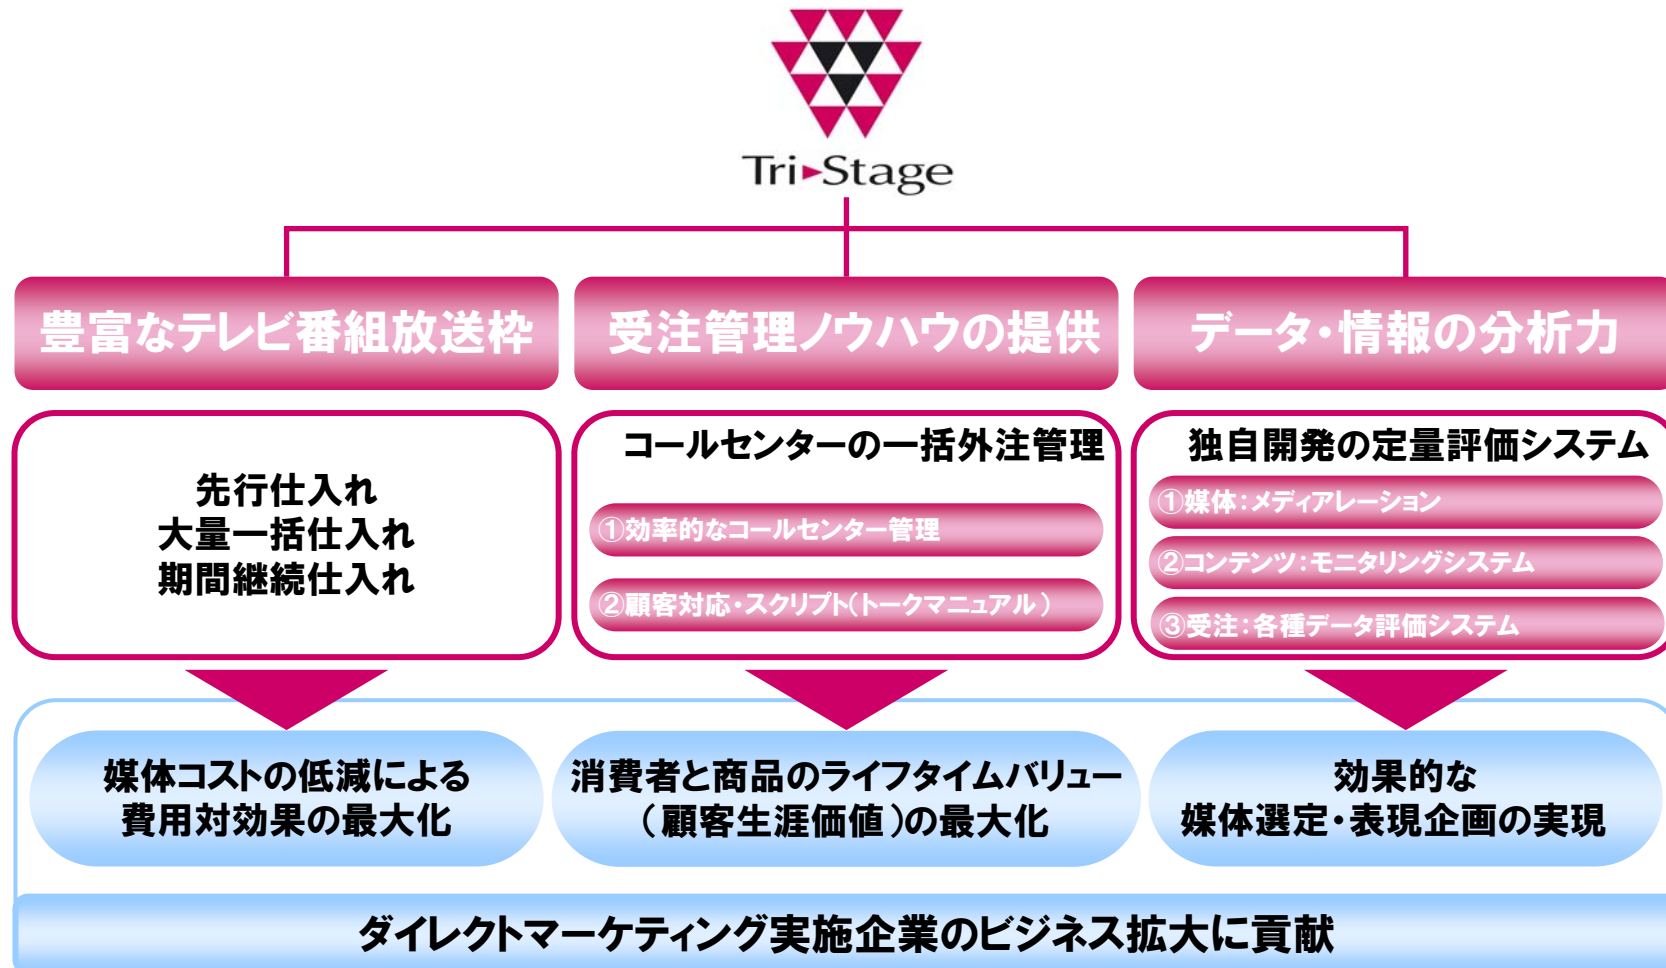 Tri-Stage
豊富なテレビ番組放送枠
受注管理ノウハウの提供
データ・情報の分析力
先行仕入れ
大量一括仕入れ
期間継続仕入れ
コールセンターの一括外注管理
①効率的なコールセンター管理
②顧客対応・スクリプト(トークマニュアル)
独自開発の定量評価システム
①媒体:メディアレーション
②コンテンツ:モニタリングシステム
③受注:各種データ評価システム
媒体コストの低減による
費用対効果の最大化
消費者と商品のライフタイムバリュー
(顧客生涯価値)の最大化
効果的な
媒体選定・表現企画の実現
ダイレクトマーケティング実施企業のビジネス拡大に貢献